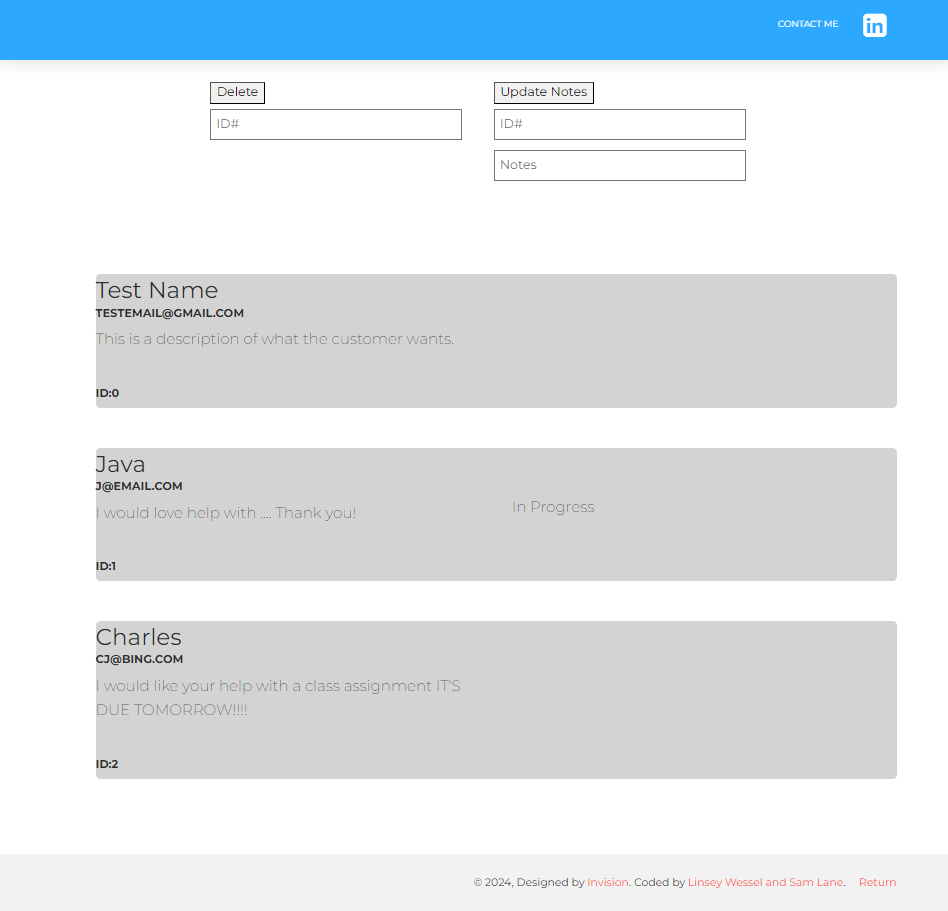 CONTACT ME
in
Delete
ID#
Update Notes
ID#
Notes
Test Name
TESTEMAIL@GMAIL.COM
This is a description of what the customer wants.
ID:0
Java
J@EMAIL.COM
I would love help with .... Thank you!
In Progress
ID:1
Charles
CJ@BING.COM
I would like your help with a class assignment IT'S
DUE TOMORROW!!!!
ID:2
© 2024, Designed by Invision. Coded by Linsey Wessel and Sam Lane. Return